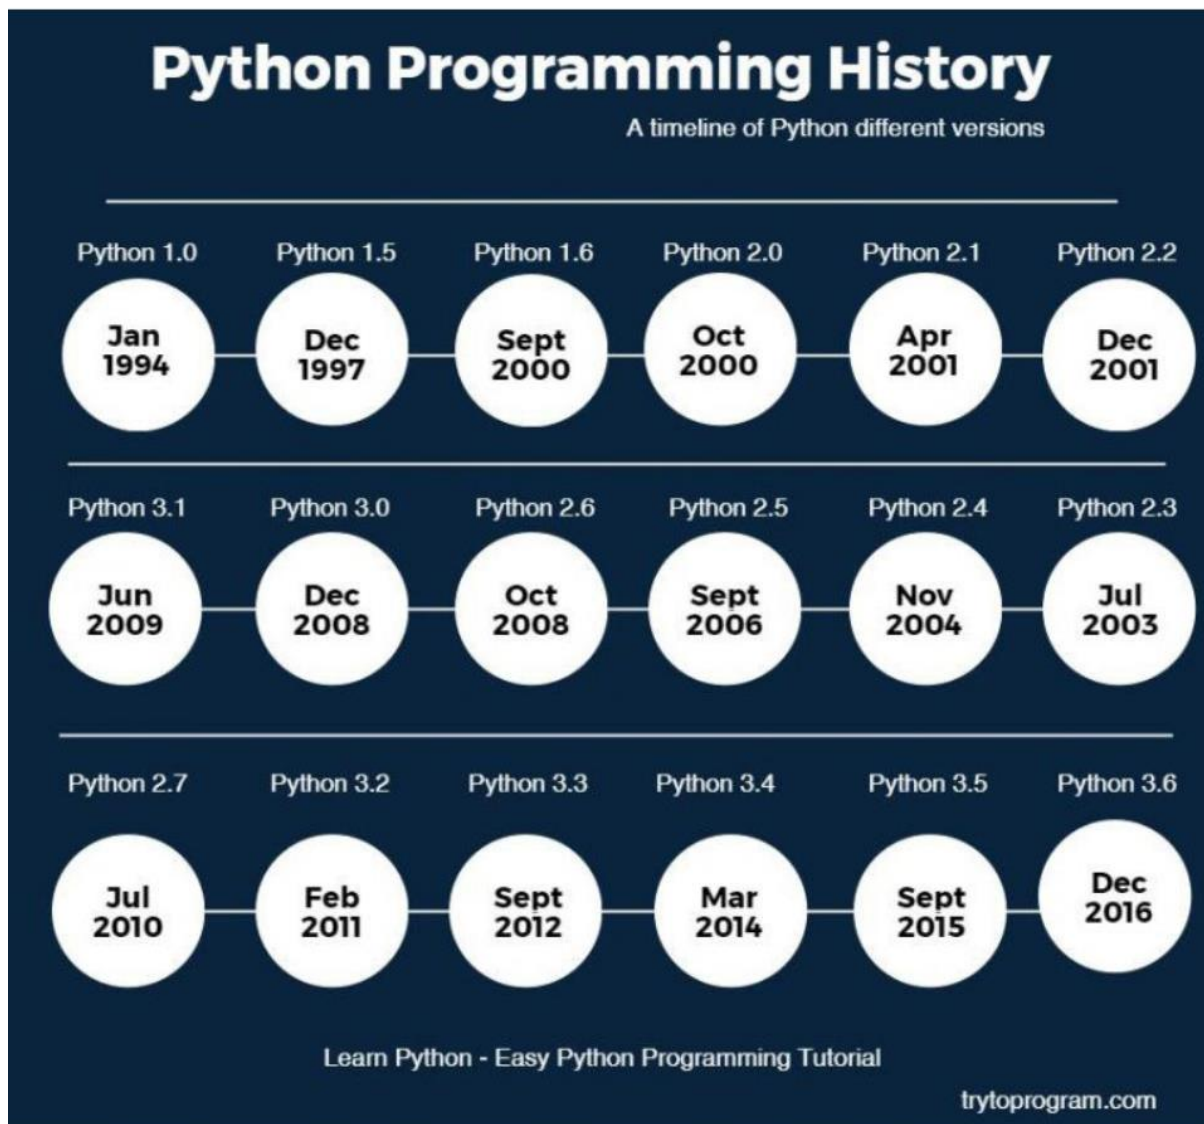 Python Programming History
A timeline of Python different versions
Python 1.0 Python 1.5 Python 1.6 Python 2.0 Python 2.1 Python 2.2
Jan Dec Sept Oct Apr Dec
1994 1997 2000 2000 2001 2001
Python 3.1 Python 3.0 Python 2.6 Python 2.5 Python 2.4 Python 2.3
Jun Dec Oct Sept Nov Jul
2009 2008 2008 2006 2004 2003
Python 2.7 Python 3.2 Python 3.3 Python 3.4 Python 3.5 Python 3.6
Jul Feb Sept Mar Sept Dec
2010 2011 2012 2014 2015 2016
Learn Python - Easy Python Programming Tutorial
trytoprogram.com